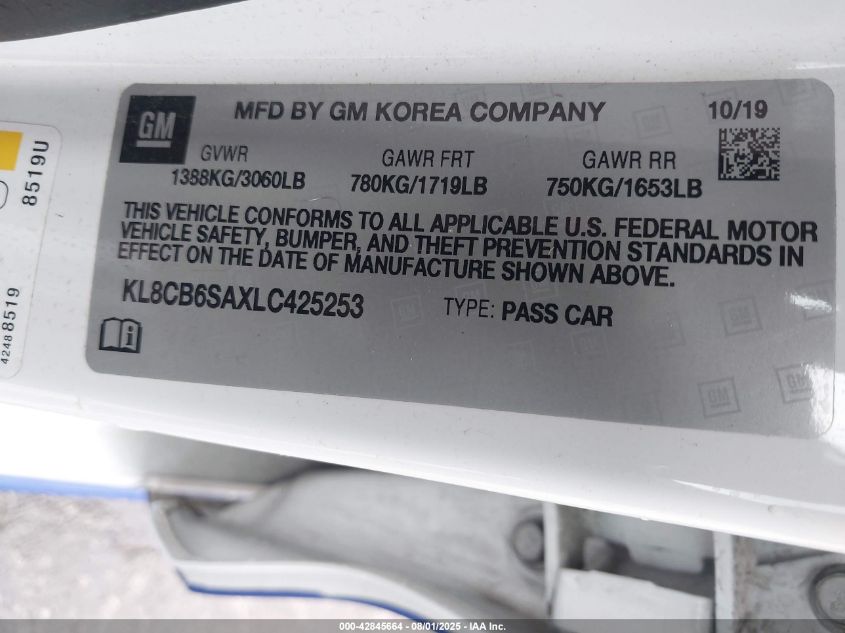 GM
MFD BY GM KOREA COMPANY
10/19
GVWR
GAWR FRT
GAWR RR
1388KG/3060LB
780KG/1719LB
750KG/1653LB
THIS VEHICLE CONFORMS TO ALL APPLICABLE U.S. FEDERAL MOTOR
VEHICLE SAFETY, BUMPER, AND THEFT PREVENTION STANDARDS IN
EFFECT ON THE DATE OF MANUFACTURE SHOWN ABOVE.
KL8CB6SAXLC425253
TYPE: PASS CAR
8519U
42488519
GM
GM
000-42845664 - 08/01/2025 - IAA Inc.